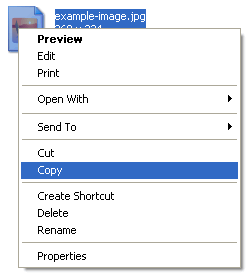 example-image.jpg
Preview
Edit
Print
Open With
Send To
Cut
Copy
Create Shortcut
Delete
Rename
Properties